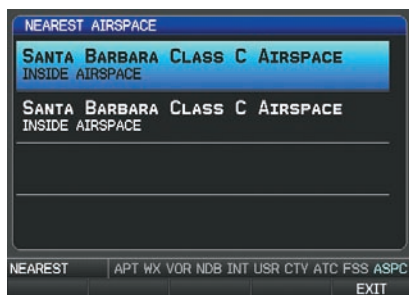 NEAREST AIRSPACE
SANTA BARBARA CLASS C AIRSPACE
INSIDE AIRSPACE
SANTA BARBARA CLASS C AIRSPACE
INSIDE AIRSPACE
NEAREST APT WX VOR NDB INT USR CTY ATC FSS ASPC
EXIT